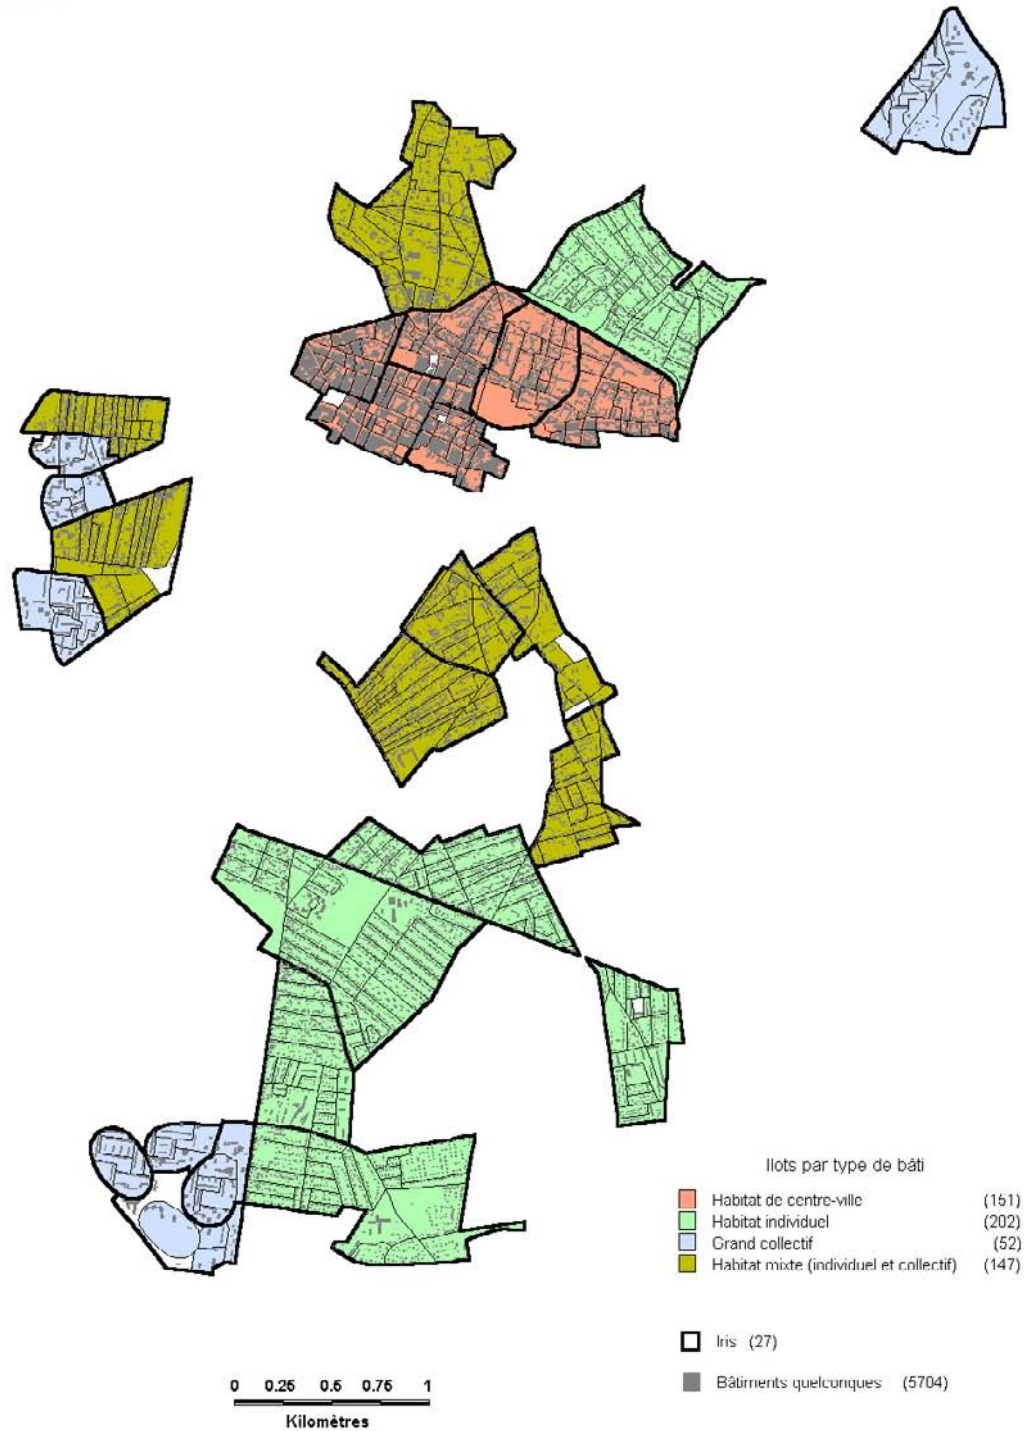 Ilots par type de bâti
Habitat de centre-ville (151)
Habitat individuel (202)
Grand collectif (52)
Habitat mixte (individuel et collectif) (147)
Iris (27)
Bâtiments quelconques (5704)
0 0.25 0.5 0.75 1
Kilomètres